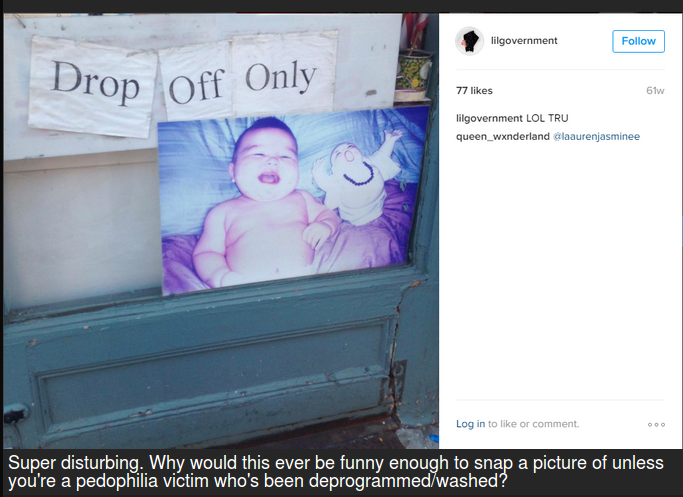 Drop Off Only
lilgovernment
Follow
77 likes
61w
lilgovernment LOL TRU
queen_wxnderland @laaurenjasminee
Log in to like or comment.
Super disturbing. Why would this ever be funny enough to snap a picture of unless
you're a pedophilia victim who's been deprogrammed/washed?